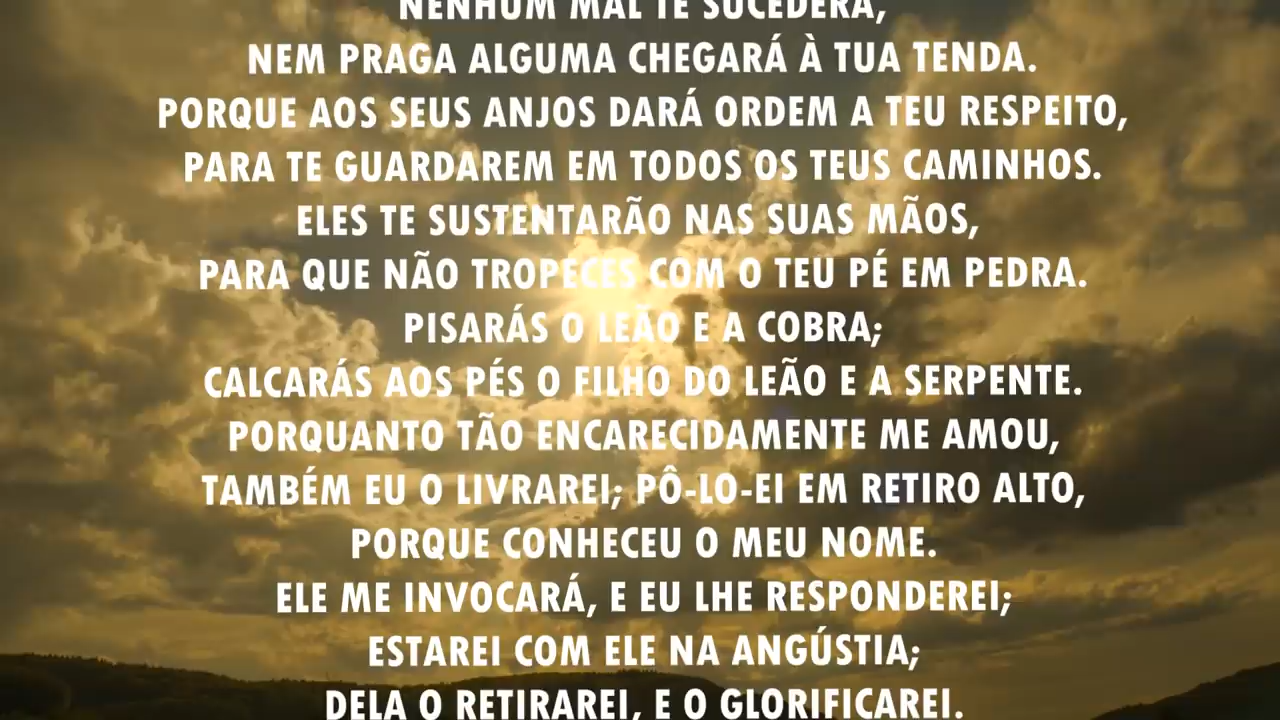 NENHUM MAL TE SUCEDERÁ,
NEM PRAGA ALGUMA CHEGARÁ À TUA TENDA.
PORQUE AOS SEUS ANJOS DARÁ ORDEM A TEU RESPEITO,
PARA TE GUARDAREM EM TODOS OS TEUS CAMINHOS.
ELES TE SUSTENTARÃO NAS SUAS MÃOS,
PARA QUE NÃO TROPECES COM O TEU PÉ EM PEDRA.
PISARÁS O LEÃO E A COBRA;
CALCARÁS AOS PÉS O FILHO DO LEÃO E A SERPENTE.
PORQUANTO TÃO ENCARECIDAMENTE ME AMOU,
TAMBÉM EU O LIVRAREI; PÔ-LO-EI EM RETIRO ALTO,
PORQUE CONHECEU O MEU NOME.
ELE ME INVOCARÁ, E EU LHE RESPONDEREI;
ESTAREI COM ELE NA ANGÚSTIA;
DELA O RETIRAREI, E O GLORIFICAREI.